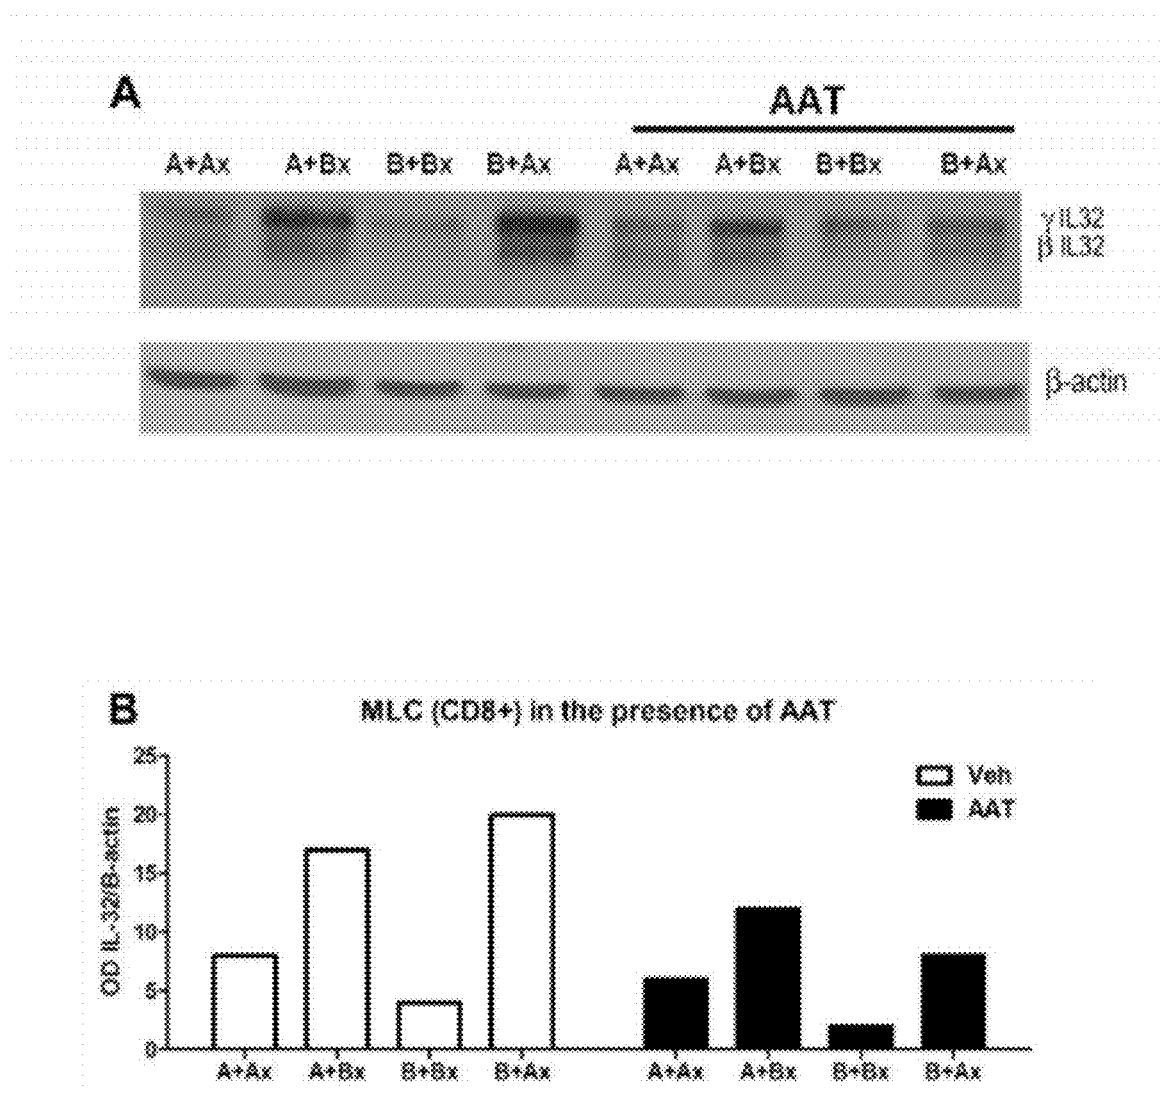 A
AAT
A+Ax A+Bx B+Bx B+Ax A+Ax A+Bx B+Bx B+Ax
γ IL32
β IL32
β-actin
B
MLC (CD8+) in the presence of AAT
OD IL-32/B-actin
25
20
15
10
5
0
Veh
AAT
A+Ax A+Bx B+Bx B+Ax A+Ax A+Bx B+Bx B+Ax